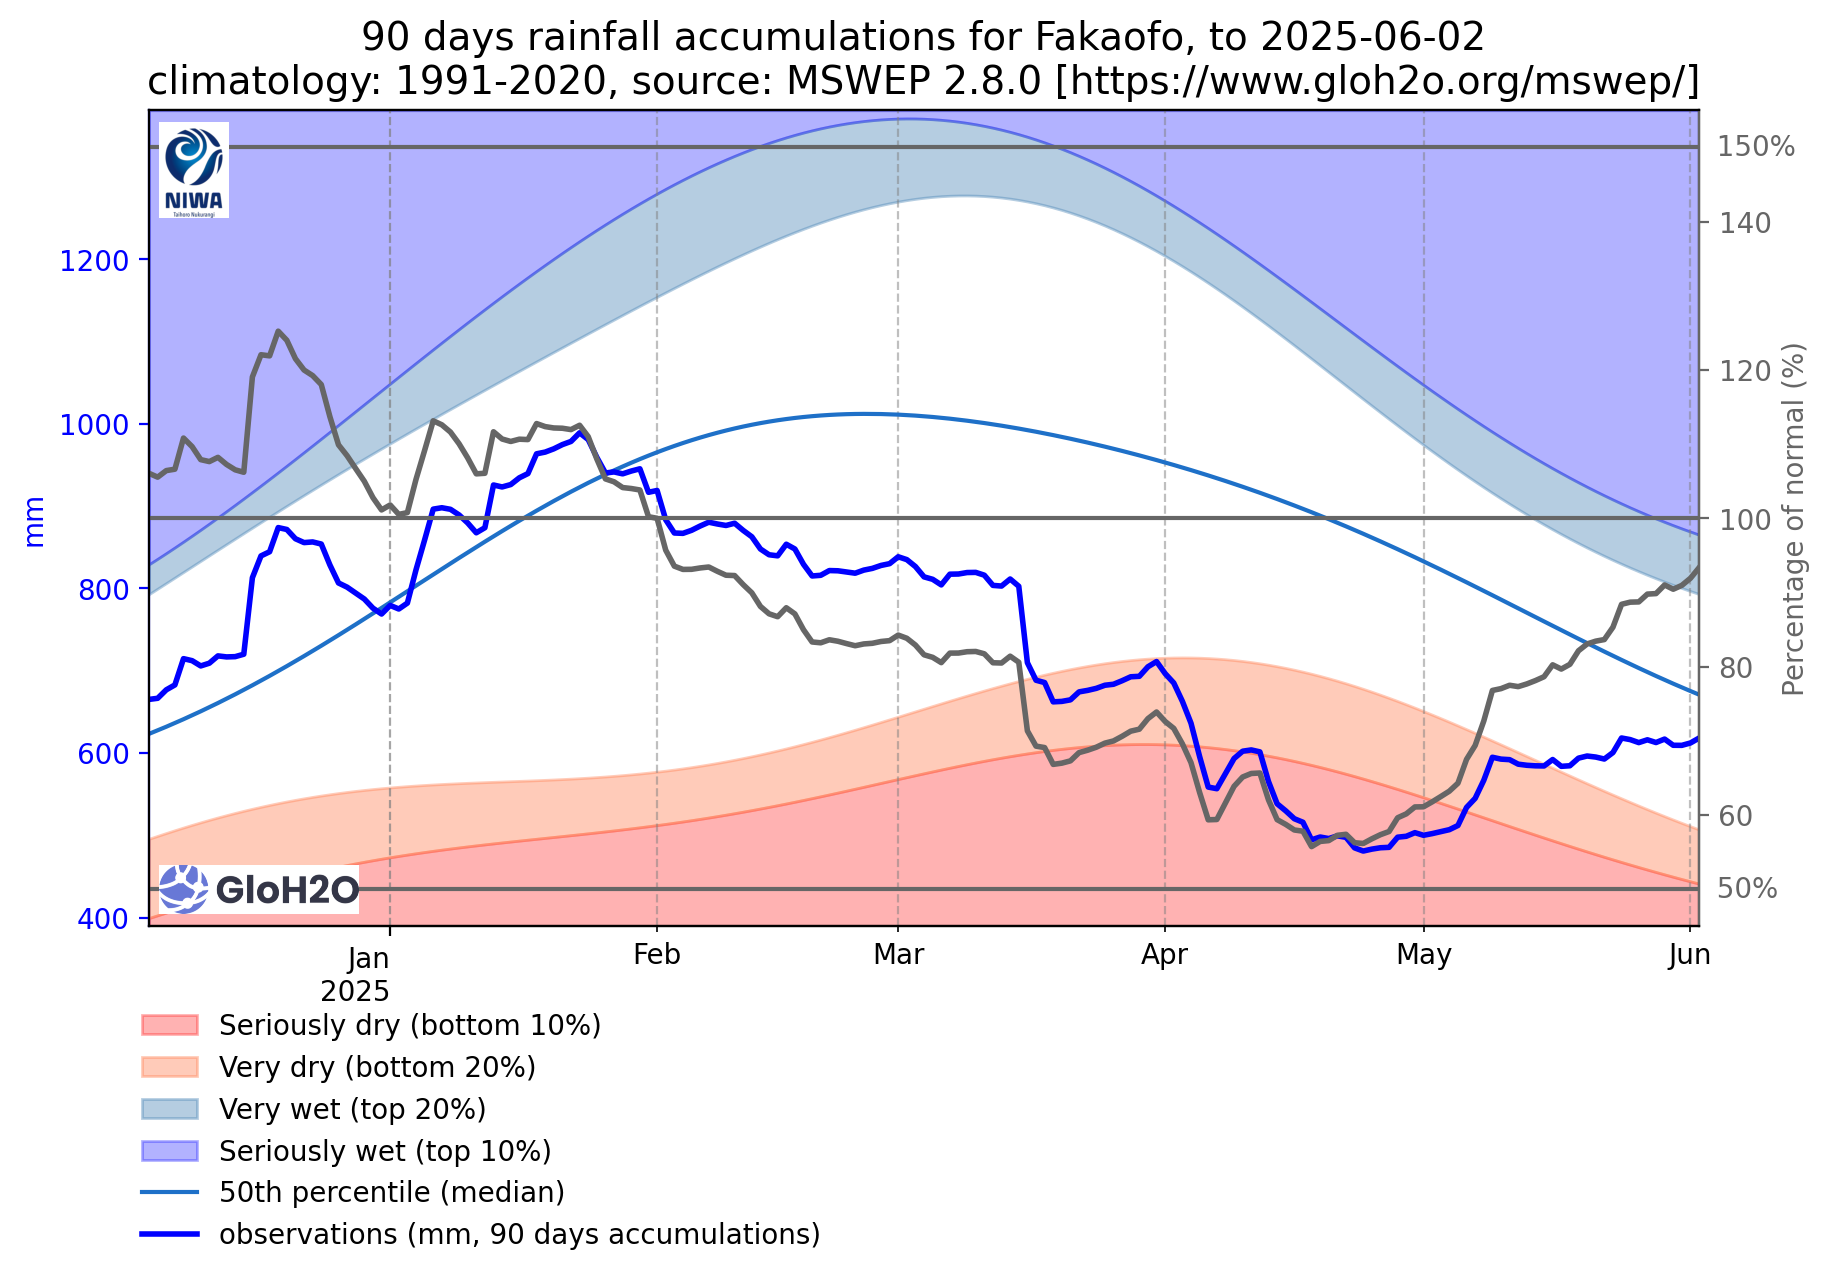 90 days rainfall accumulations for Fakaofo, to 2025-06-02
climatology: 1991-2020, source: MSWEP 2.8.0 [https://www.gloh2o.org/mswep/]
NIWA
Taihoro Nukurangi
1200
1000
800
600
400
mm
150%
140
120
100
80
60
50%
Percentage of normal (%)
GloH2O
Jan
2025
Feb
Mar
Apr
May
Jun
Seriously dry (bottom 10%)
Very dry (bottom 20%)
Very wet (top 20%)
Seriously wet (top 10%)
50th percentile (median)
observations (mm, 90 days accumulations)